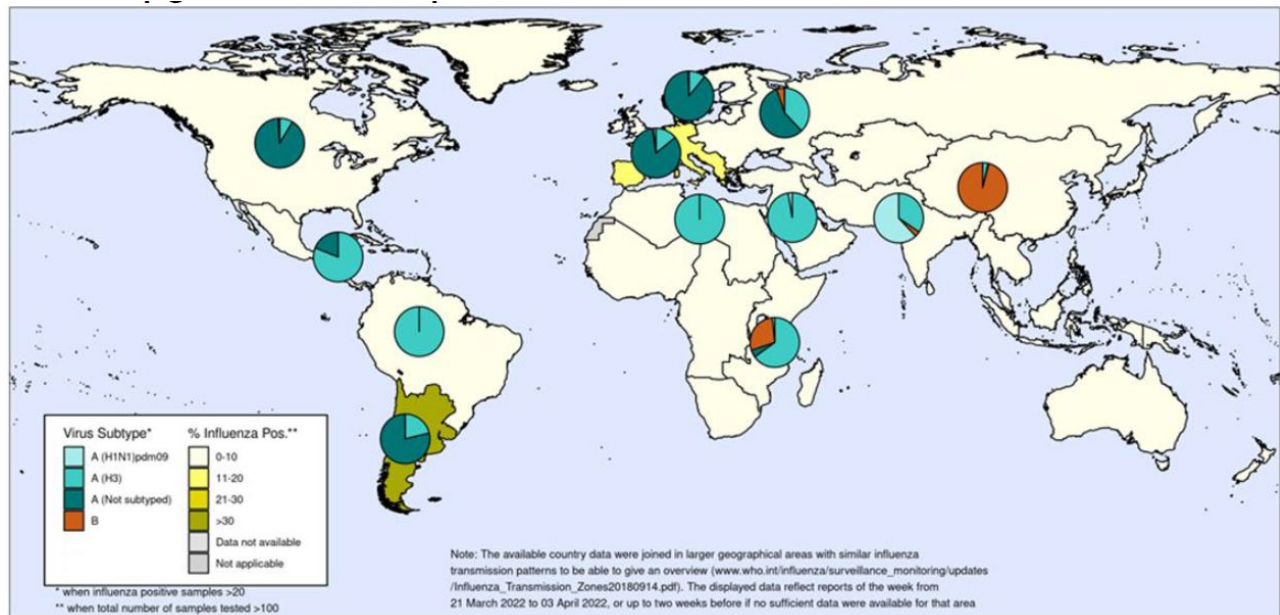 Virus Subtype*
A (H1N1)pdm09
A (H3)
A (Not subtyped)
B
% Influenza Pos.**
0-10
11-20
21-30
>30
Data not available
Not applicable
* when influenza positive samples >20
** when total number of samples tested >100
Note: The available country data were joined in larger geographical areas with similar influenza
transmission patterns to be able to give an overview (www.who.int/influenza/surveillance_monitoring/updates
/Influenza_Transmission_Zones20180914.pdf). The displayed data reflect reports of the week from
21 March 2022 to 03 April 2022, or up to two weeks before if no sufficient data were available for that area